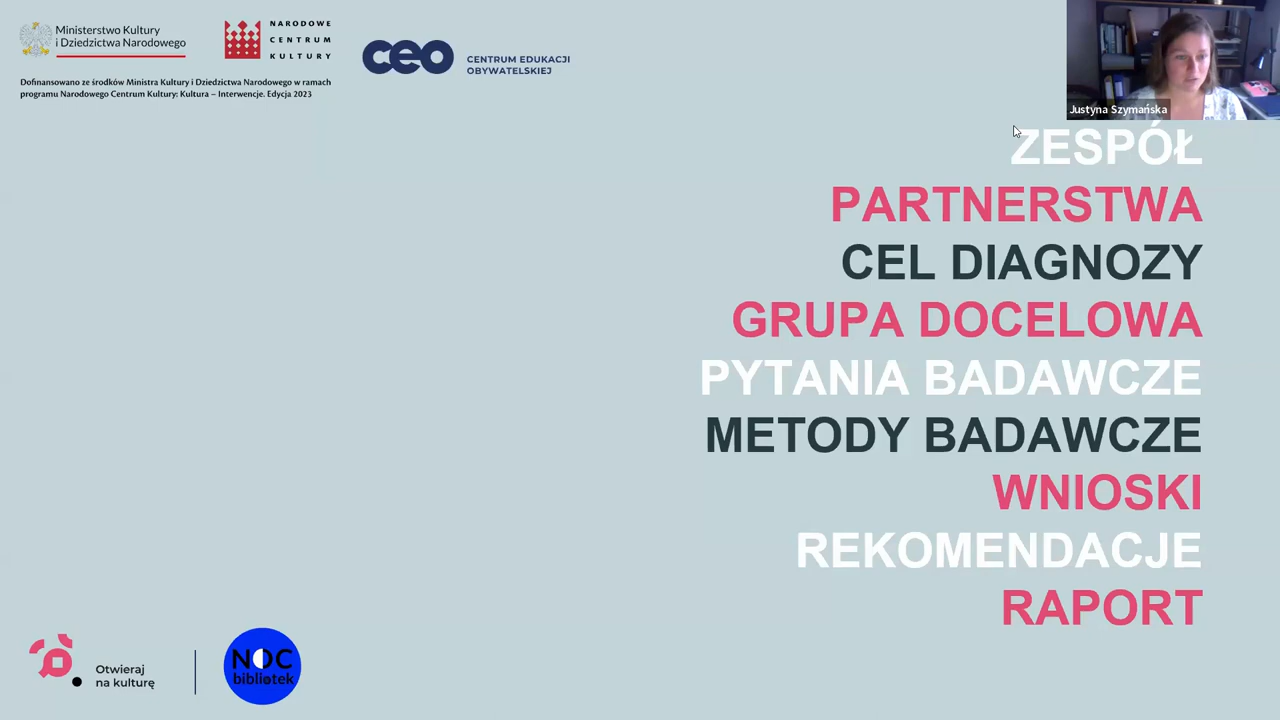 Ministerstwo Kultury
i Dziedzictwa Narodowego
NARODOWE
CENTRUM
KULTURY
ceo
CENTRUM EDUKACJI
OBYWATELSKIEJ
Dofinansowano ze środków Ministra Kultury i Dziedzictwa Narodowego w ramach
programu Narodowego Centrum Kultury: Kultura – Interwencje. Edycja 2023
Justyna Szymańska
ZESPÓŁ
PARTNERSTWA
CEL DIAGNOZY
GRUPA DOCELOWA
PYTANIA BADAWCZE
METODY BADAWCZE
WNIOSKI
REKOMENDACJE
RAPORT
Otwieraj
na kulturę
NOC
bibliotek